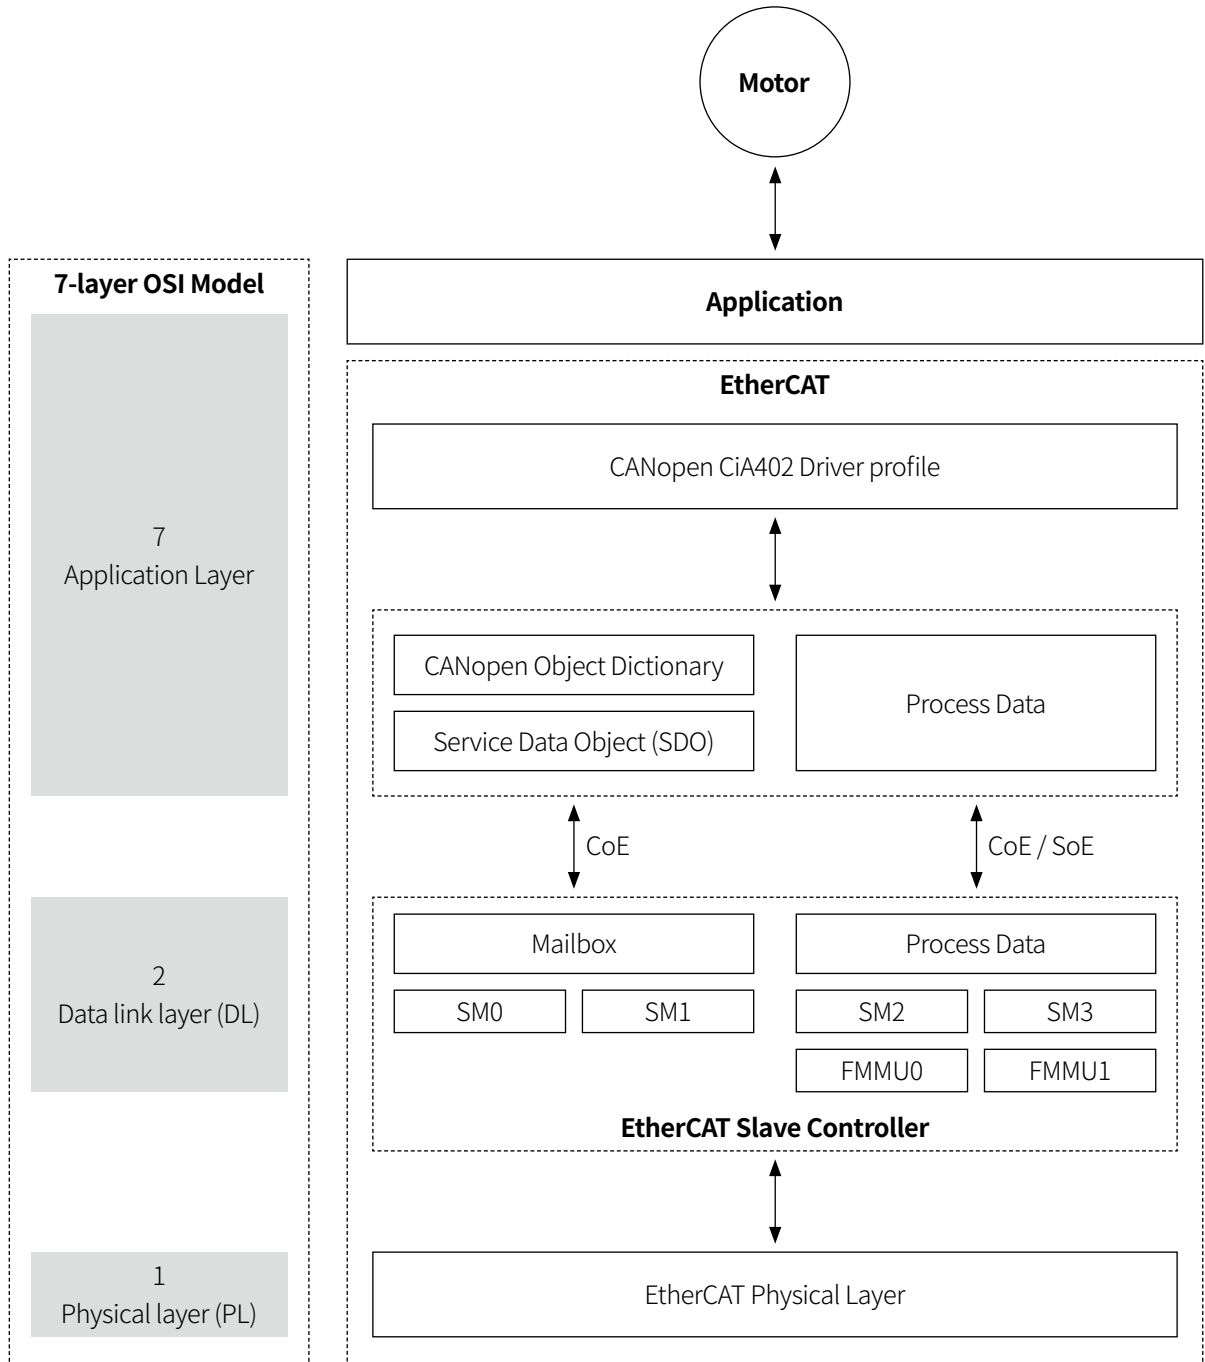 Motor
7-layer OSI Model
7
Application Layer
2
Data link layer (DL)
1
Physical layer (PL)
Application
EtherCAT
CANopen CiA402 Driver profile
CANopen Object Dictionary
Service Data Object (SDO)
Process Data
CoE
CoE / SoE
Mailbox
Process Data
SM0
SM1
SM2
SM3
FMMU0
FMMU1
EtherCAT Slave Controller
EtherCAT Physical Layer